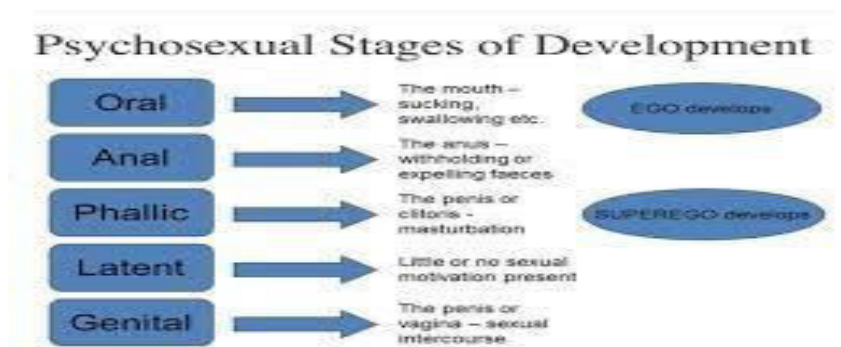 Psychosexual Stages of Development
Oral
The mouth –
sucking,
swallowing etc.
EGO develops
Anal
The anus –
withholding or
expelling faeces
Phallic
The penis or
clitoris -
masturbation
SUPEREGO develops
Latent
Little or no sexual
motivation present
Genital
The penis or
vagina – sexual
intercourse